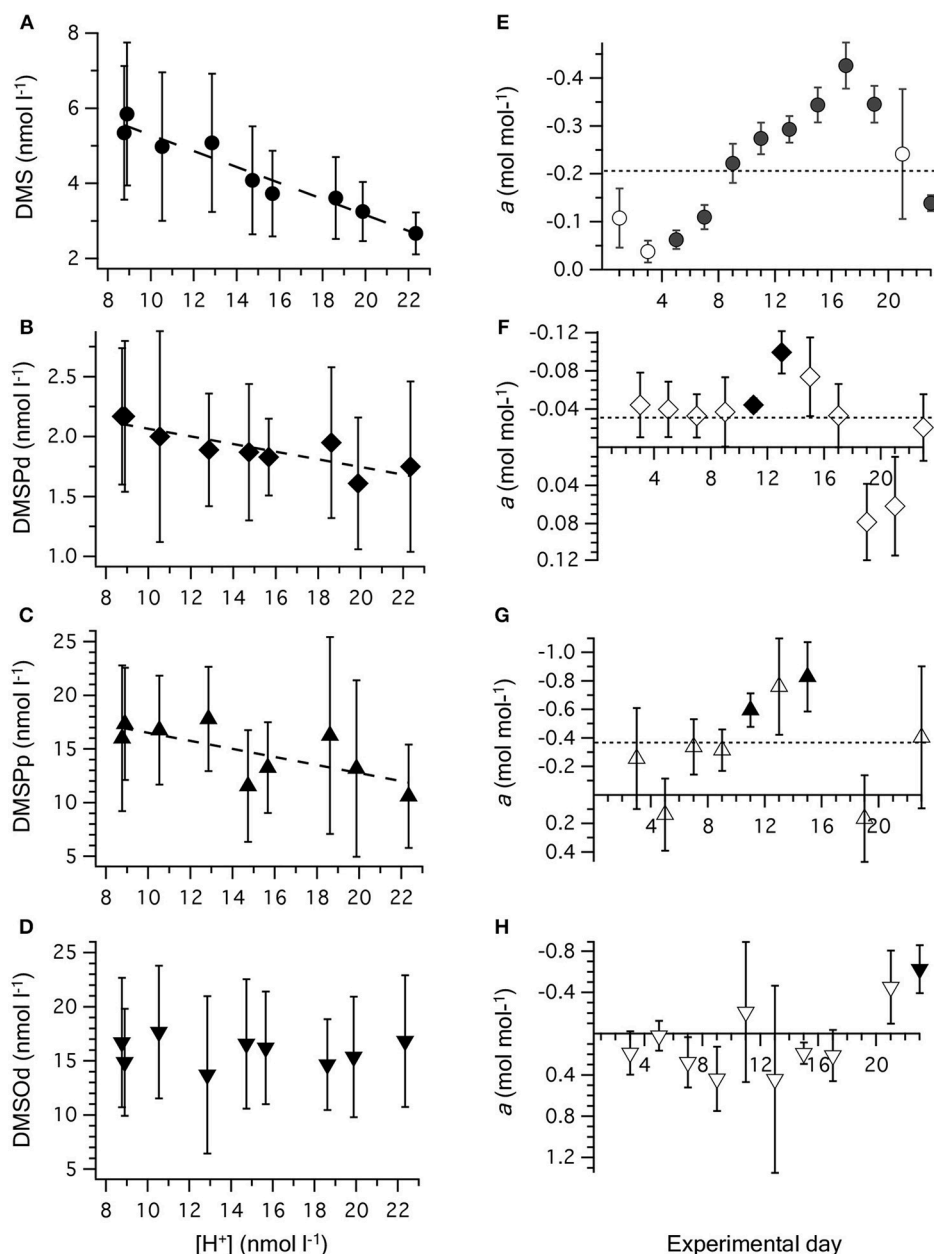 A
8
6
4
2
DMS (nmol l⁻¹)
8 10 12 14 16 18 20 22
E
-0.4
-0.3
-0.2
-0.1
0.0
a (mol mol-¹)
4 8 12 16 20
B
2.5
2.0
1.5
1.0
DMSPd (nmol l⁻¹)
8 10 12 14 16 18 20 22
F
-0.12
-0.08
-0.04
0.04
0.08
0.12
a (mol mol-¹)
4 8 12 16 20
C
25
20
15
10
5
DMSPp (nmol l⁻¹)
8 10 12 14 16 18 20 22
G
-1.0
-0.8
-0.6
-0.4
-0.2
0.2
0.4
a (mol mol-¹)
4 8 12 16 20
D
25
20
15
10
5
DMSOd (nmol l⁻¹)
8 10 12 14 16 18 20 22
[H⁺] (nmol l⁻¹)
H
-0.8
-0.4
0.4
0.8
1.2
a (mol mol-¹)
4 8 12 16 20
Experimental day